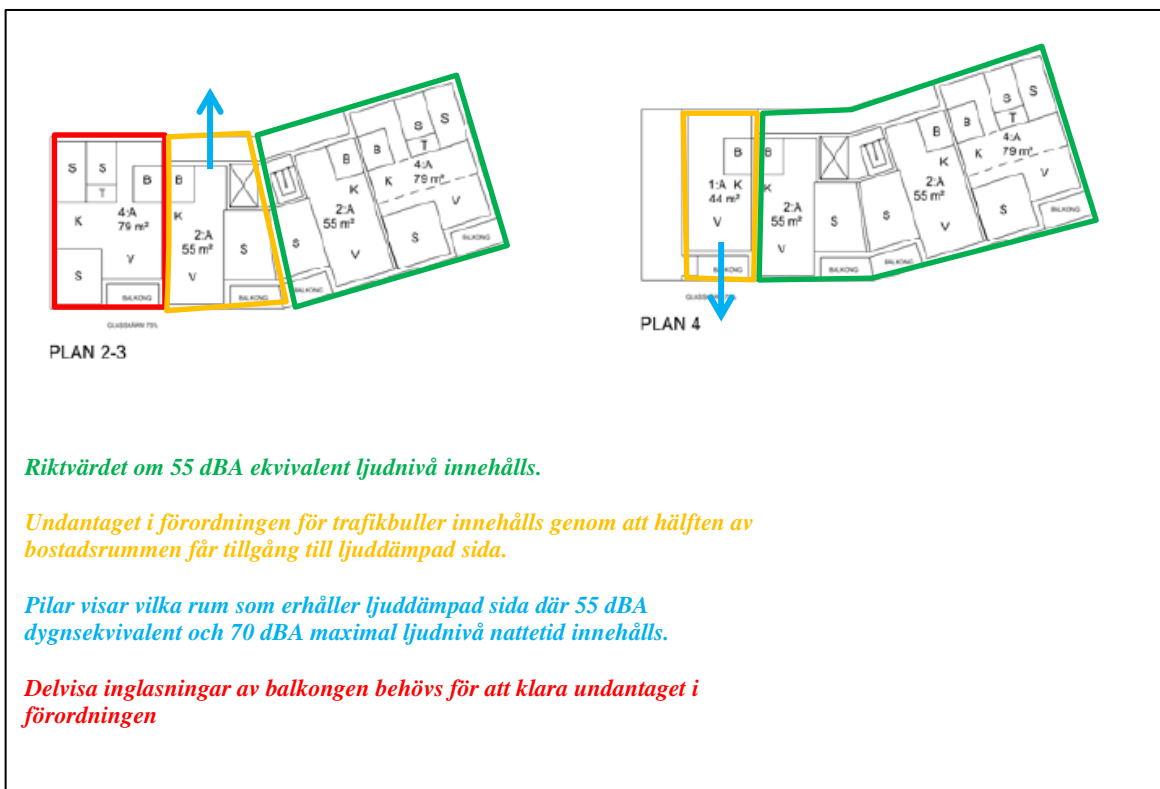 S
S
B
T
K
4:A
79 m²
V
S
BALKONG
B
K
2:A
55 m²
S
V
BALKONG
B
B
S
S
T
K
K
4:A
79 m²
2:A
55 m²
V
S
S
V
BALKONG
BALKONG
GLASSKÄRM 75%
PLAN 2-3
B
B
1:A K
44 m²
K
V
2:A
55 m²
S
V
BALKONG
BALKONG
B
B
S
S
T
K
K
4:A
79 m²
2:A
55 m²
V
S
S
V
BALKONG
BALKONG
PLAN 4
Riktvärdet om 55 dBA ekvivalent ljudnivå innehålls.
Undantaget i förordningen för trafikbuller innehålls genom att hälften av
bostadsrummen får tillgång till ljuddämpad sida.
Pilar visar vilka rum som erhåller ljuddämpad sida där 55 dBA
dygnsekvivalent och 70 dBA maximal ljudnivå nattetid innehålls.
Delvisa inglasningar av balkongen behövs för att klara undantaget i
förordningen